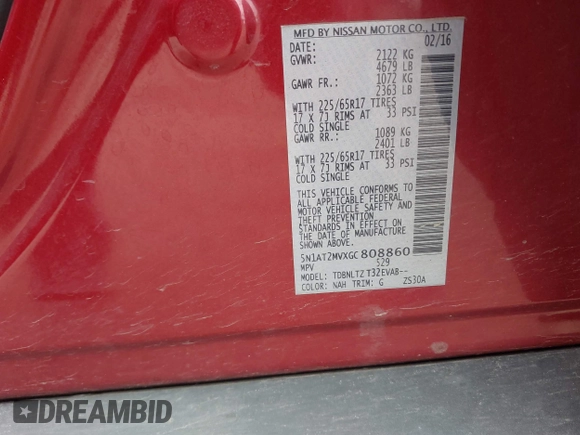 MFD BY NISSAN MOTOR CO., LTD.
DATE: 02/16
GVWR: 2122 KG
4679 LB
GAWR FR.: 1072 KG
2363 LB
WITH 225/65R17 TIRES
17 X 7J RIMS AT 33 PSI
COLD SINGLE
GAWR RR.: 1089 KG
2401 LB
WITH 225/65R17 TIRES
17 X 7J RIMS AT 33 PSI
COLD SINGLE
THIS VEHICLE CONFORMS TO
ALL APPLICABLE FEDERAL
MOTOR VEHICLE SAFETY AND
THEFT PREVENTION
STANDARDS IN EFFECT ON
THE DATE OF MANUFACTURE
SHOWN ABOVE.
5N1AT2MVXGC808860
MPV 529
MODEL: TDBNLTZ T32EVAB--
COLOR: NAH TRIM: G ZS30A
DREAMBID